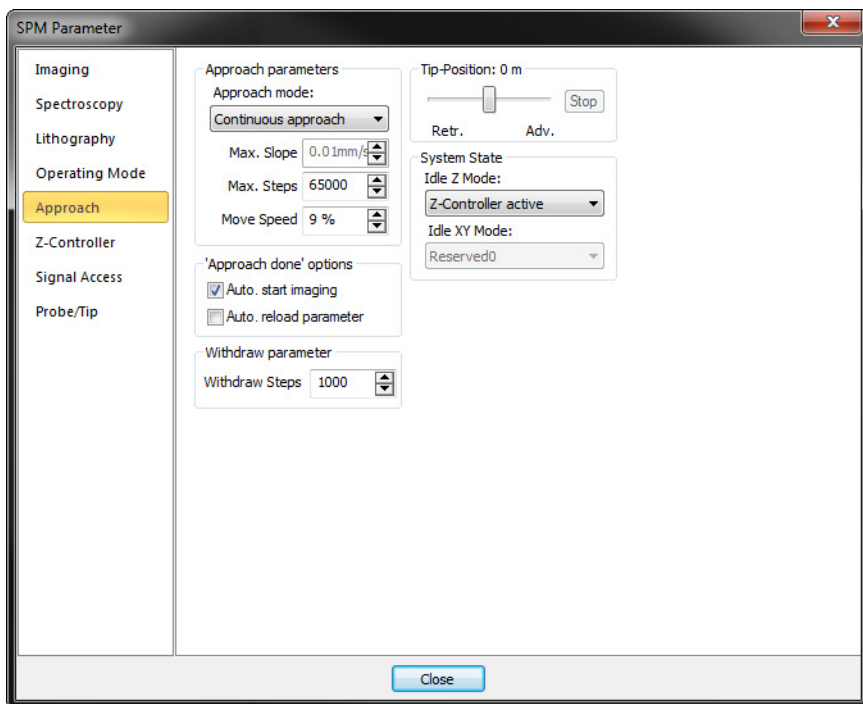 SPM Parameter
Imaging
Spectroscopy
Lithography
Operating Mode
Approach
Z-Controller
Signal Access
Probe/Tip
Approach parameters
Approach mode:
Continuous approach
Max. Slope 0.01mm/s
Max. Steps 65000
Move Speed 9 %
'Approach done' options
Auto. start imaging
Auto. reload parameter
Withdraw parameter
Withdraw Steps 1000
Tip-Position: 0 m
Stop
Retr. Adv.
System State
Idle Z Mode:
Z-Controller active
Idle XY Mode:
Reserved0
Close